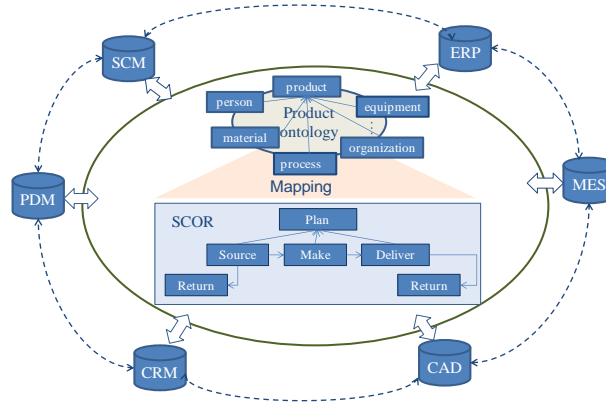 SCM
ERP
product
person
equipment
Product
ontology
material
organization
process
Mapping
PDM
MES
SCOR
Plan
Source
Make
Deliver
Return
Return
CRM
CAD